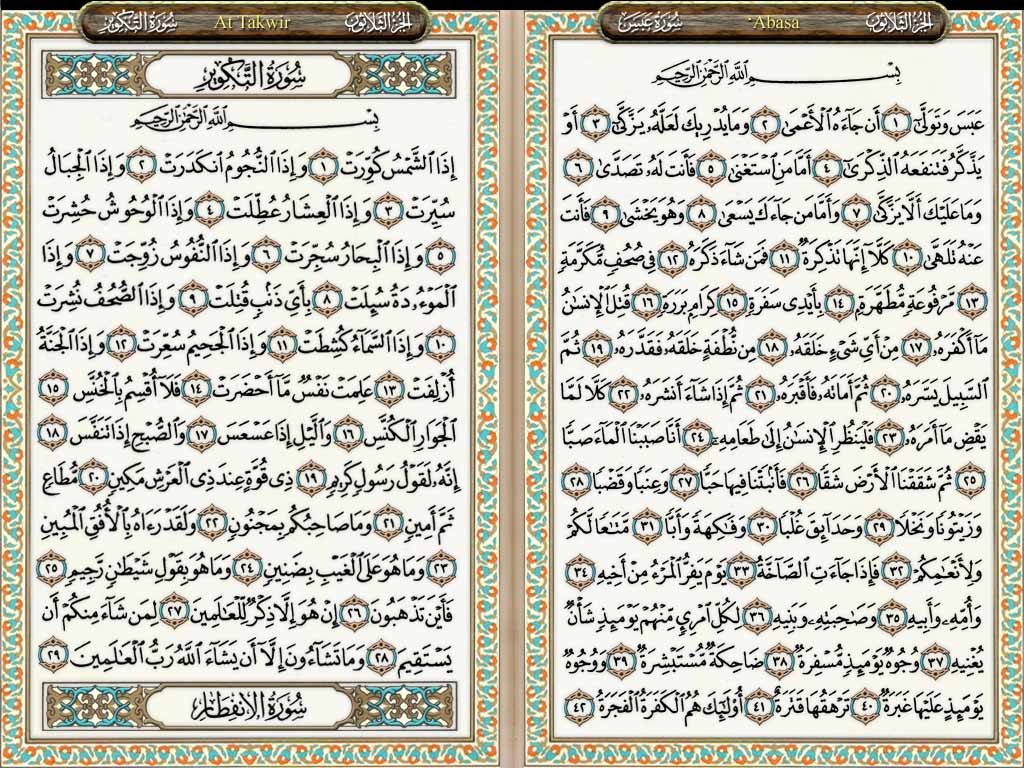 الجزء الثلاثون
‘Abasa
سورة عبس
بِسْمِ ٱللَّهِ ٱلرَّحْمَٰنِ ٱلرَّحِيمِ
عَبَسَ وَتَوَلَّىٰٓ ١ أَن جَآءَهُ ٱلْأَعْمَىٰ ٢ وَمَا يُدْرِيكَ لَعَلَّهُۥ يَزَّكَّىٰٓ ٣ أَوْ
يَذَّكَّرُ فَتَنفَعَهُ ٱلذِّكْرَىٰٓ ٤ أَمَّا مَنِ ٱسْتَغْنَىٰ ٥ فَأَنتَ لَهُۥ تَصَدَّىٰ ٦
وَمَا عَلَيْكَ أَلَّا يَزَّكَّىٰ ٧ وَأَمَّا مَن جَآءَكَ يَسْعَىٰ ٨ وَهُوَ يَخْشَىٰ ٩ فَأَنتَ
عَنْهُ تَلَهَّىٰ ١٠ كَلَّآ إِنَّهَا تَذْكِرَةٌ ١١ فَمَن شَآءَ ذَكَرَهُۥ ١٢ فِى صُحُفٍ مُّكَرَّمَةٍ
١٣ مَّرْفُوعَةٍ مُّطَهَّرَةٍۭ ١٤ بِأَيْدِى سَفَرَةٍ ١٥ كِرَامٍۭ بَرَرَةٍ ١٦ قُتِلَ ٱلْإِنسَٰنُ
مَآ أَكْفَرَهُۥ ١٧ مِنْ أَىِّ شَىْءٍ خَلَقَهُۥ ١٨ مِن نُّطْفَةٍ خَلَقَهُۥ فَقَدَّرَهُۥ ١٩ ثُمَّ
ٱلسَّبِيلَ يَسَّرَهُۥ ٢٠ ثُمَّ أَمَاتَهُۥ فَأَقْبَرَهُۥ ٢١ ثُمَّ إِذَا شَآءَ أَنشَرَهُۥ ٢٢ كَلَّا لَمَّا
يَقْضِ مَآ أَمَرَهُۥ ٢٣ فَلْيَنظُرِ ٱلْإِنسَٰنُ إِلَىٰ طَعَامِهِۦٓ ٢٤ أَنَّا صَبَبْنَا ٱلْمَآءَ صَبًّا
٢٥ ثُمَّ شَقَقْنَا ٱلْأَرْضَ شَقًّا ٢٦ فَأَنۢبَتْنَا فِيهَا حَبًّا ٢٧ وَعِنَبًا وَقَضْبًا ٢٨
وَزَيْتُونًا وَنَخْلًا ٢٩ وَحَدَآئِقَ غُلْبًا ٣٠ وَفَٰكِهَةً وَأَبًّا ٣١ مَّتَٰعًا لَّكُمْ
وَلِأَنْعَٰمِكُمْ ٣٢ فَإِذَا جَآءَتِ ٱلصَّآخَّةُ ٣٣ يَوْمَ يَفِرُّ ٱلْمَرْءُ مِنْ أَخِيهِ ٣٤
وَأُمِّهِۦ وَأَبِيهِ ٣٥ وَصَٰحِبَتِهِۦ وَبَنِيهِ ٣٦ لِكُلِّ ٱمْرِئٍ مِّنْهُمْ يَوْمَئِذٍ شَأْنٌ
يُغْنِيهِ ٣٧ وُجُوهٌ يَوْمَئِذٍ مُّسْفِرَةٌ ٣٨ ضَاحِكَةٌ مُّسْتَبْشِرَةٌ ٣٩ وَوُجُوهٌ
يَوْمَئِذٍ عَلَيْهَا غَبَرَةٌ ٤٠ تَرْهَقُهَا قَتَرَةٌ ٤١ أُو۟لَٰٓئِكَ هُمُ ٱلْكَفَرَةُ ٱلْفَجَرَةُ ٤٢
الجزء الثلاثون
At Takwir
سورة التكوير
سُورَةُ التَّكْوِيرِ
بِسْمِ ٱللَّهِ ٱلرَّحْمَٰنِ ٱلرَّحِيمِ
إِذَا ٱلشَّمْسُ كُوِّرَتْ ١ وَإِذَا ٱلنُّجُومُ ٱنكَدَرَتْ ٢ وَإِذَا ٱلْجِبَالُ
سُيِّرَتْ ٣ وَإِذَا ٱلْعِشَارُ عُطِّلَتْ ٤ وَإِذَا ٱلْوُحُوشُ حُشِرَتْ
٥ وَإِذَا ٱلْبِحَارُ سُجِّرَتْ ٦ وَإِذَا ٱلنُّفُوسُ زُوِّجَتْ ٧ وَإِذَا
ٱلْمَوْءُۥدَةُ سُئِلَتْ ٨ بِأَىِّ ذَنۢبٍ قُتِلَتْ ٩ وَإِذَا ٱلصُّحُفُ نُشِرَتْ
١٠ وَإِذَا ٱلسَّمَآءُ كُشِطَتْ ١١ وَإِذَا ٱلْجَحِيمُ سُعِّرَتْ ١٢ وَإِذَا ٱلْجَنَّةُ
أُزْلِفَتْ ١٣ عَلِمَتْ نَفْسٌ مَّآ أَحْضَرَتْ ١٤ فَلَآ أُقْسِمُ بِٱلْخُنَّسِ ١٥
ٱلْجَوَارِ ٱلْكُنَّسِ ١٦ وَٱلَّيْلِ إِذَا عَسْعَسَ ١٧ وَٱلصُّبْحِ إِذَا تَنَفَّسَ ١٨
إِنَّهُۥ لَقَوْلُ رَسُولٍ كَرِيمٍ ١٩ ذِى قُوَّةٍ عِندَ ذِى ٱلْعَرْشِ مَكِينٍ ٢٠ مُّطَاعٍ
ثَمَّ أَمِينٍ ٢١ وَمَا صَاحِبُكُم بِمَجْنُونٍ ٢٢ وَلَقَدْ رَءَاهُ بِٱلْأُفُقِ ٱلْمُبِينِ
٢٣ وَمَا هُوَ عَلَى ٱلْغَيْبِ بِضَنِينٍ ٢٤ وَمَا هُوَ بِقَوْلِ شَيْطَٰنٍ رَّجِيمٍ ٢٥
فَأَيْنَ تَذْهَبُونَ ٢٦ إِنْ هُوَ إِلَّا ذِكْرٌ لِّلْعَٰلَمِينَ ٢٧ لِمَن شَآءَ مِنكُمْ أَن
يَسْتَقِيمَ ٢٨ وَمَا تَشَآءُونَ إِلَّآ أَن يَشَآءَ ٱللَّهُ رَبُّ ٱلْعَٰلَمِينَ ٢٩
سُورَةُ الانفِطَارِ